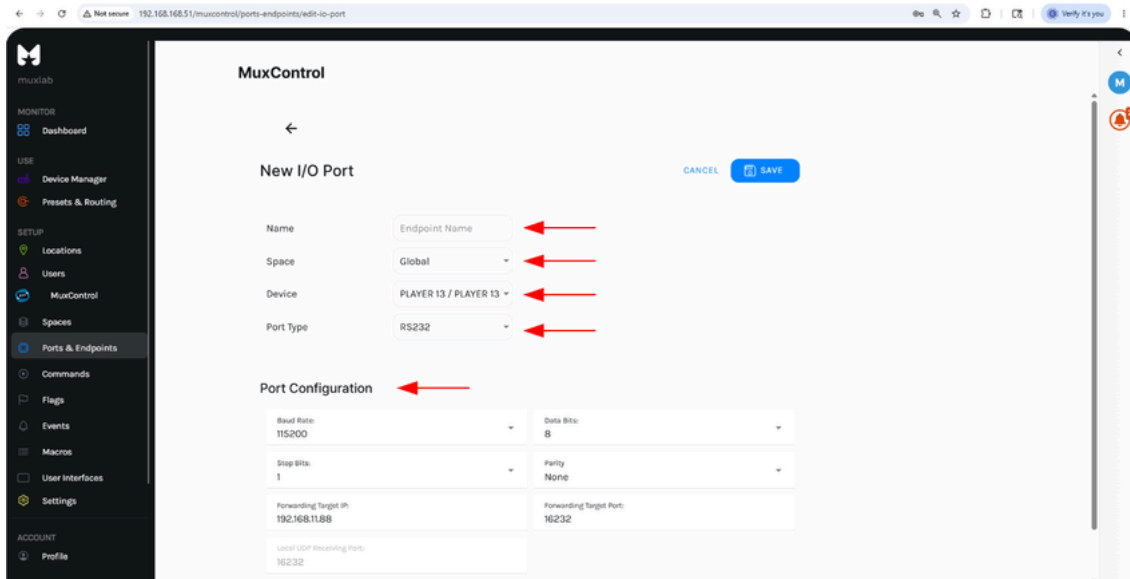 Not secure 192.168.168.51/muxcontrol/ports-endpoints/edit-io-port Verify it's you
muxlab
MuxControl
M
MONITOR
Dashboard
USE
Device Manager
Presets & Routing
SETUP
Locations
Users
MuxControl
Spaces
Ports & Endpoints
Commands
Flags
Events
Macros
User Interfaces
Settings
ACCOUNT
Profile
New I/O Port CANCEL SAVE
Name Endpoint Name
Space Global
Device PLAYER 13 / PLAYER 13
Port Type RS232
Port Configuration
Baud Rate: Data Bits:
115200 8
Stop Bits: Parity
1 None
Forwarding Target IP: Forwarding Target Port:
192.168.11.88 16232
Local UDP Receiving Port:
16232